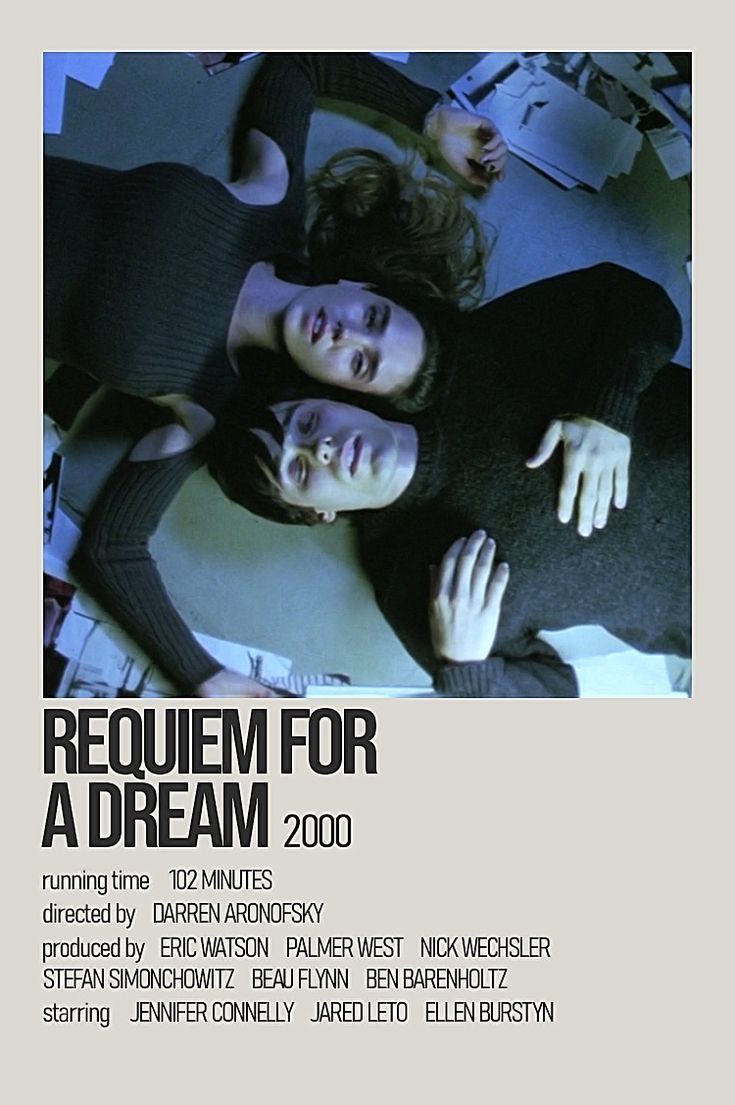 REQUIEM FOR
A DREAM 2000
running time 102 MINUTES
directed by DARREN ARONOFSKY
produced by ERIC WATSON PALMER WEST NICK WECHSLER
STEFAN SIMONCHOWITZ BEAU FLYNN BEN BARENHOLTZ
starring JENNIFER CONNELLY JARED LETO ELLEN BURSTYN